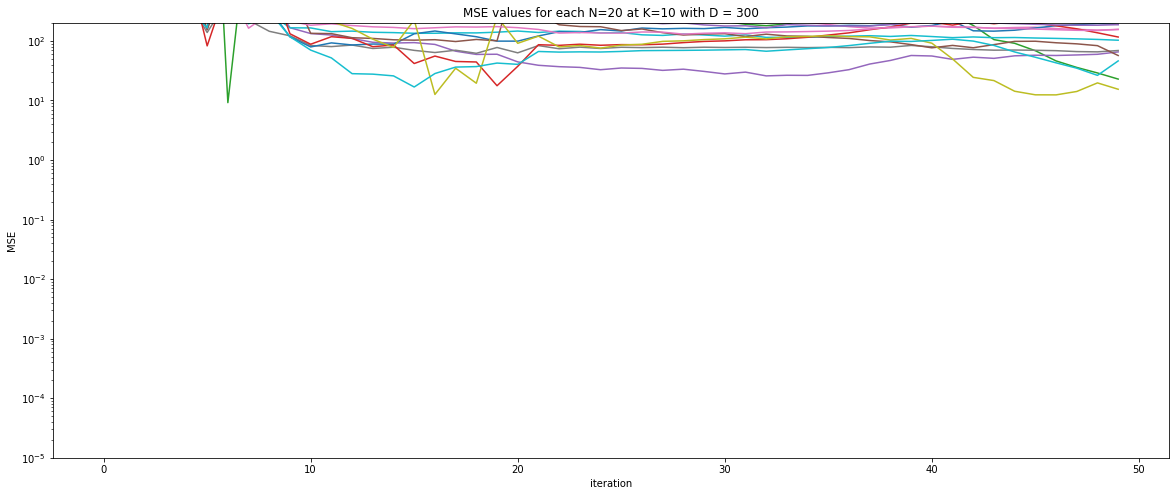 MSE values for each N=20 at K=10 with D = 300
MSE
10²
10¹
10⁰
10⁻¹
10⁻²
10⁻³
10⁻⁴
10⁻⁵
0 10 20 30 40 50
iteration